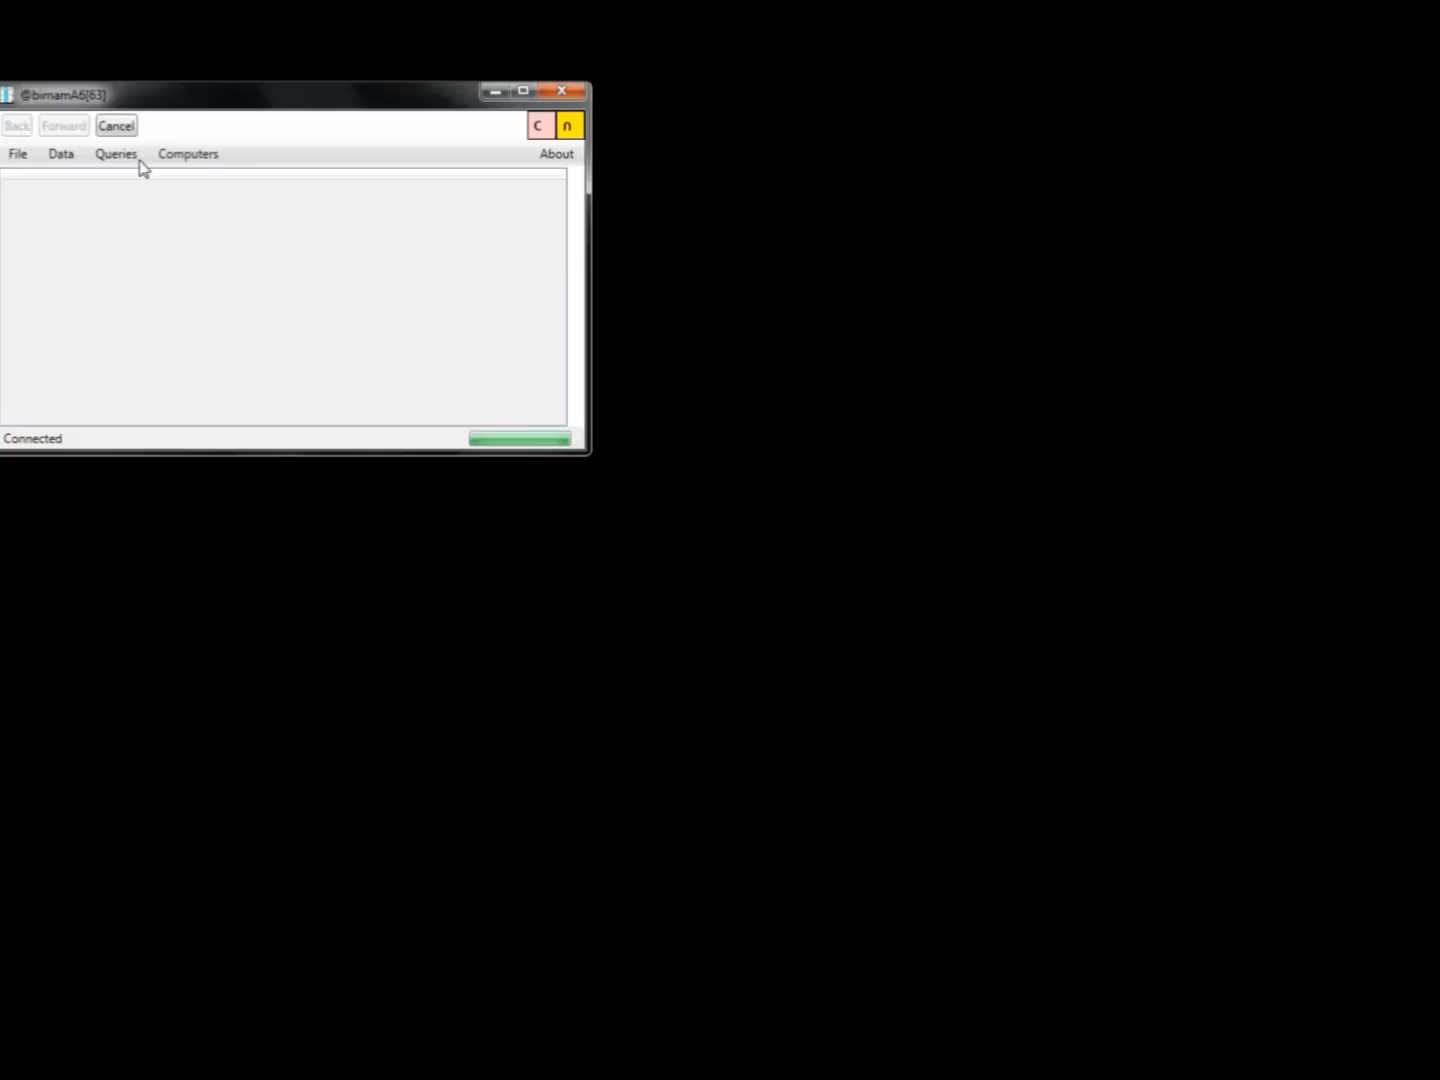 @birnamA6[63]
Back Forward Cancel C n
File Data Queries Computers About
Connected